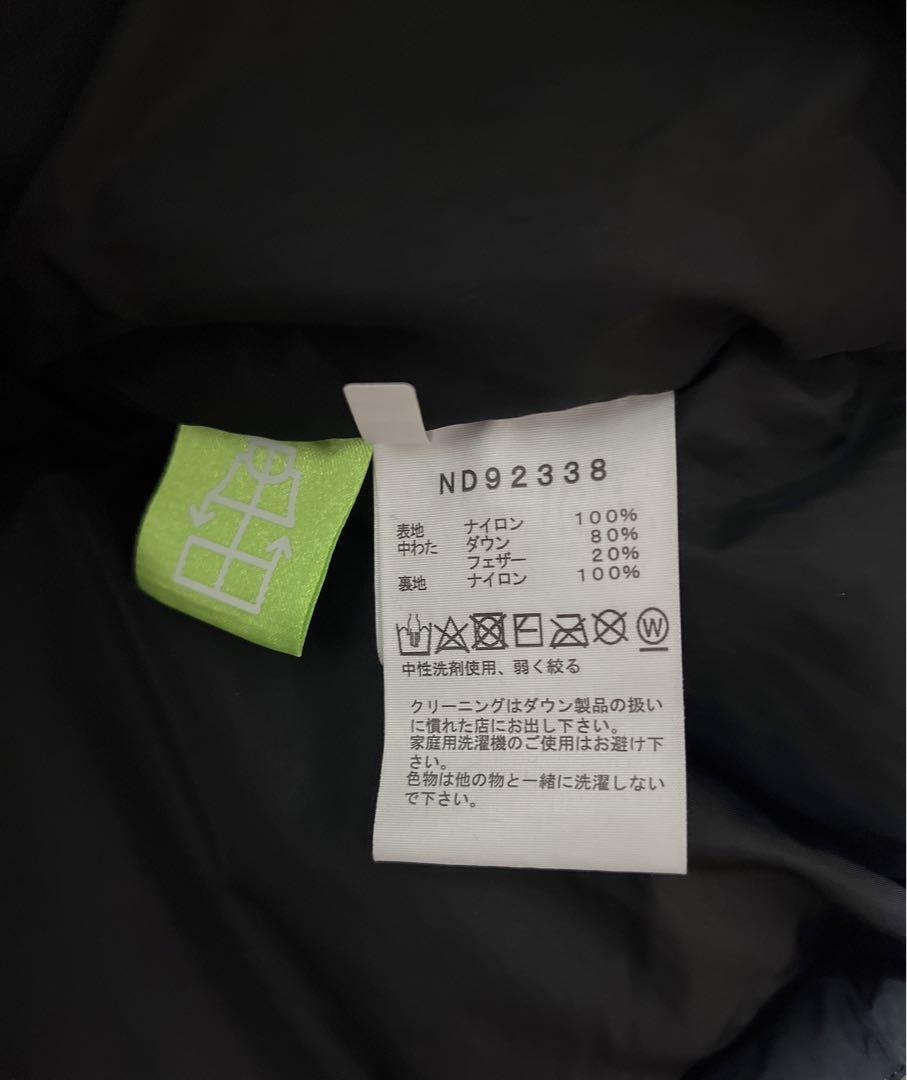 ND92338
表地 ナイロン 100%
中わた ダウン 80%
フェザー 20%
裏地 ナイロン 100%
W
中性洗剤使用、弱く絞る
クリーニングはダウン製品の扱い
に慣れた店にお出し下さい。
家庭用洗濯機のご使用はお避け下
さい。
色物は他の物と一緒に洗濯しない
で下さい。